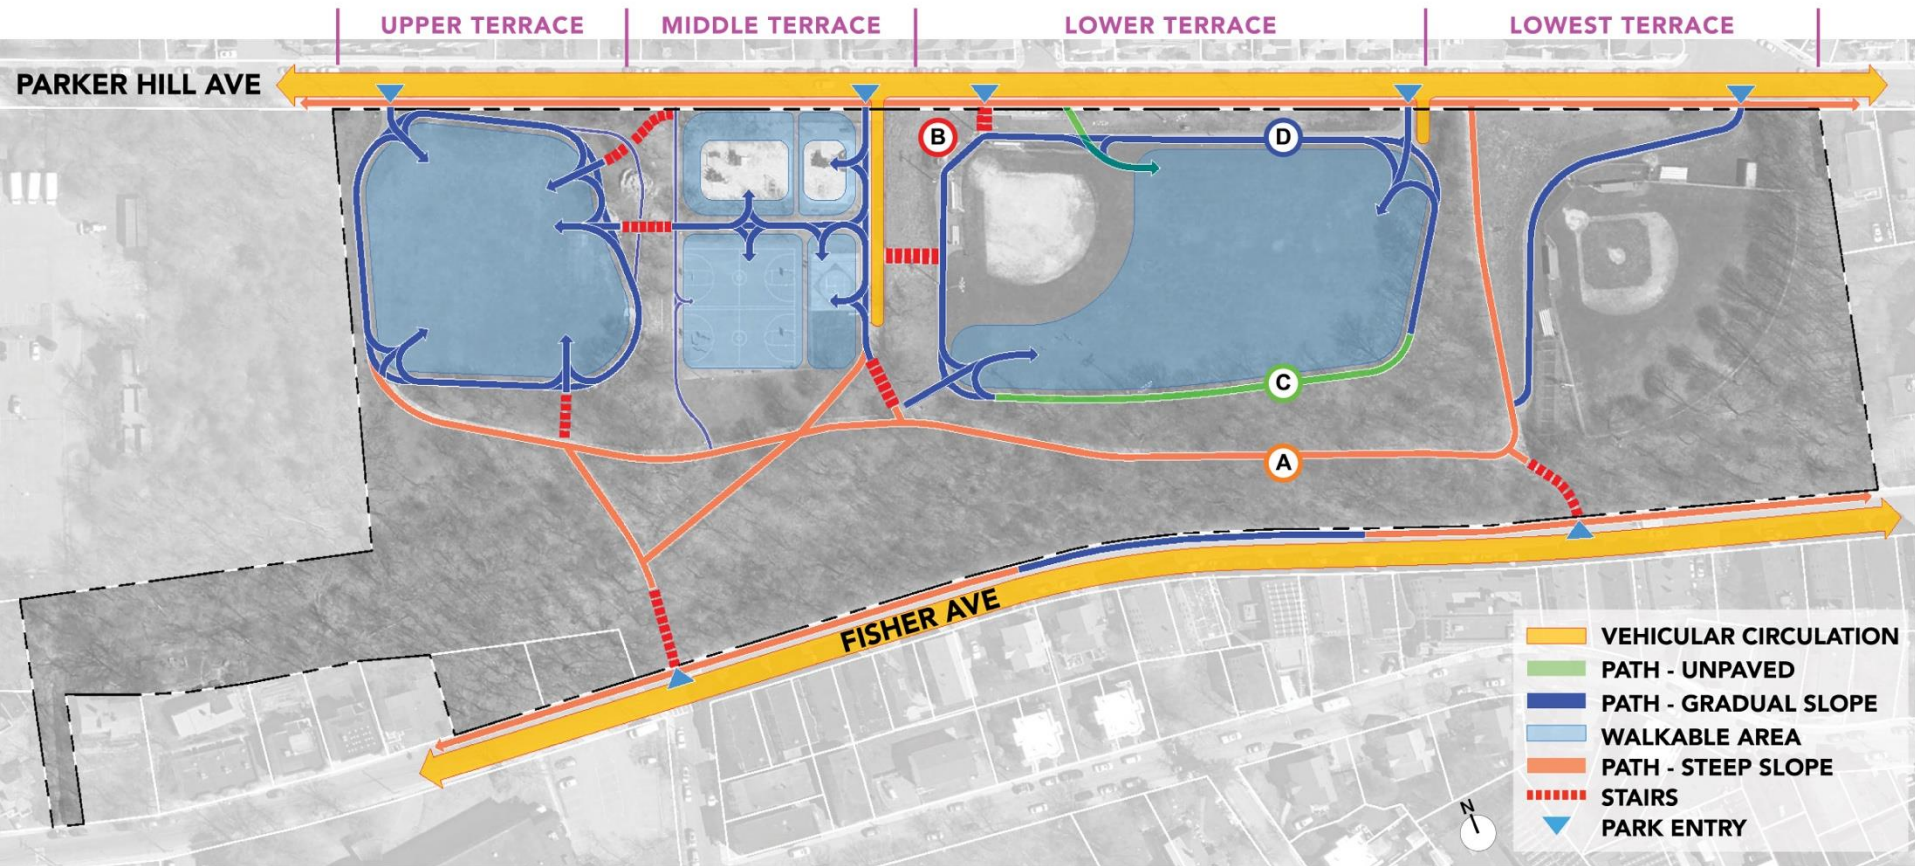 UPPER TERRACE
MIDDLE TERRACE
LOWER TERRACE
LOWEST TERRACE
PARKER HILL AVE
B
D
C
A
FISHER AVE
VEHICULAR CIRCULATION
PATH - UNPAVED
PATH - GRADUAL SLOPE
WALKABLE AREA
PATH - STEEP SLOPE
STAIRS
PARK ENTRY
N